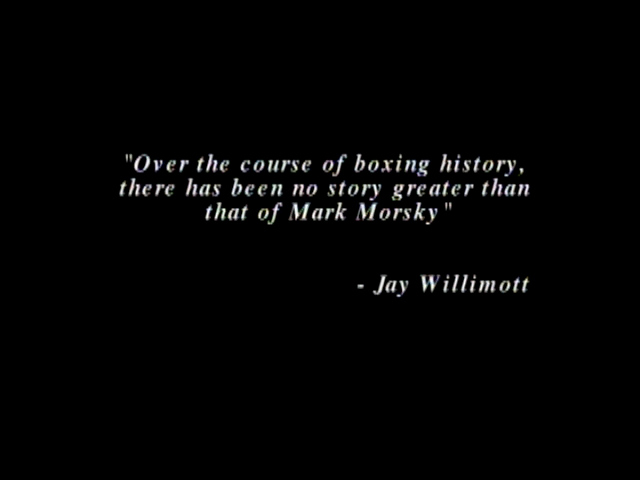 "Over the course of boxing history,
there has been no story greater than
that of Mark Morsky"
- Jay Willimott